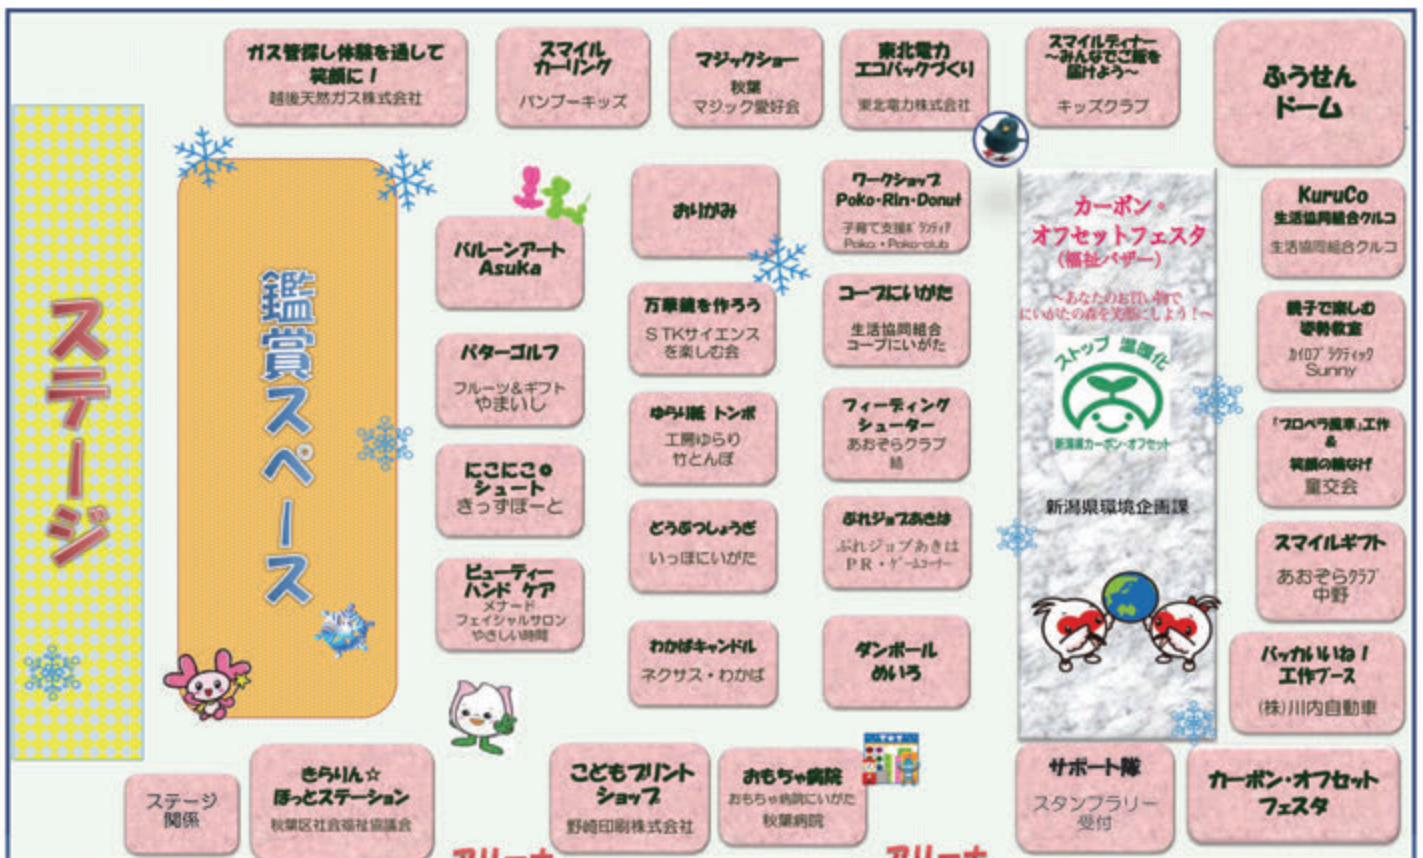 ガス管探し体験を通して
笑顔に！
越後天然ガス株式会社
スマイル
カーリング
バンブーキッズ
マジックショー
秋葉
マジック愛好会
東北電力
エコバックづくり
東北電力株式会社
スマイルディナー
～みんなでご飯を
届けよう～
キッズクラブ
ふうせん
ドーム
ステージ
鑑賞スペース
バルーンアート
Asuka
パターゴルフ
フルーツ&ギフト
やまいし
にこにこ
シュート
きっずぽーと
ビューティー
ハンド ケア
メナード
フェイシャルサロン
やさしい時間
おりがみ
万華鏡を作ろう
STKサイエンス
を楽しむ会
ゆらり紙 トンボ
工房ゆらり
竹とんぼ
どうぶつしょうぎ
いっぽにいがた
わかばキャンドル
ネクサス・わかば
ワークショップ
Poko・Rin・Donut
子育て支援ﾎﾞﾗﾝﾃｨｱ
Poko・Poko-club
コープにいがた
生活協同組合
コープにいがた
フィーディング
シューター
あおぞらクラブ
結
ぷれジョブあきは
ぷれジョブあきは
PR・ｹﾞｰﾑｺｰﾅｰ
ダンボール
めいろ
カーボン・
オフセットフェスタ
(福祉バザー)
～あなたのお買い物で
にいがたの森を笑顔にしよう！～
ストップ 温暖化
新潟県カーボン・オフセット
新潟県環境企画課
KuruCo
生活協同組合クルコ
生活協同組合クルコ
親子で楽しむ
姿勢教室
ｶｲﾛﾌﾟﾗｸﾃｨｯｸ
Sunny
「プロペラ風車」工作
&
笑顔の輪なげ
童交会
スマイルギフト
あおぞらｸﾗﾌﾞ
中野
パッカいいね！
工作ブース
(株)川内自動車
ステージ
関係
きらりん☆
ほっとステーション
秋葉区社会福祉協議会
こどもプリント
ショップ
野崎印刷株式会社
おもちゃ病院
おもちゃ病院にいがた
秋葉病院
サポート隊
スタンプラリー
受付
カーボン・オフセット
フェスタ
アリーナ
アリーナ